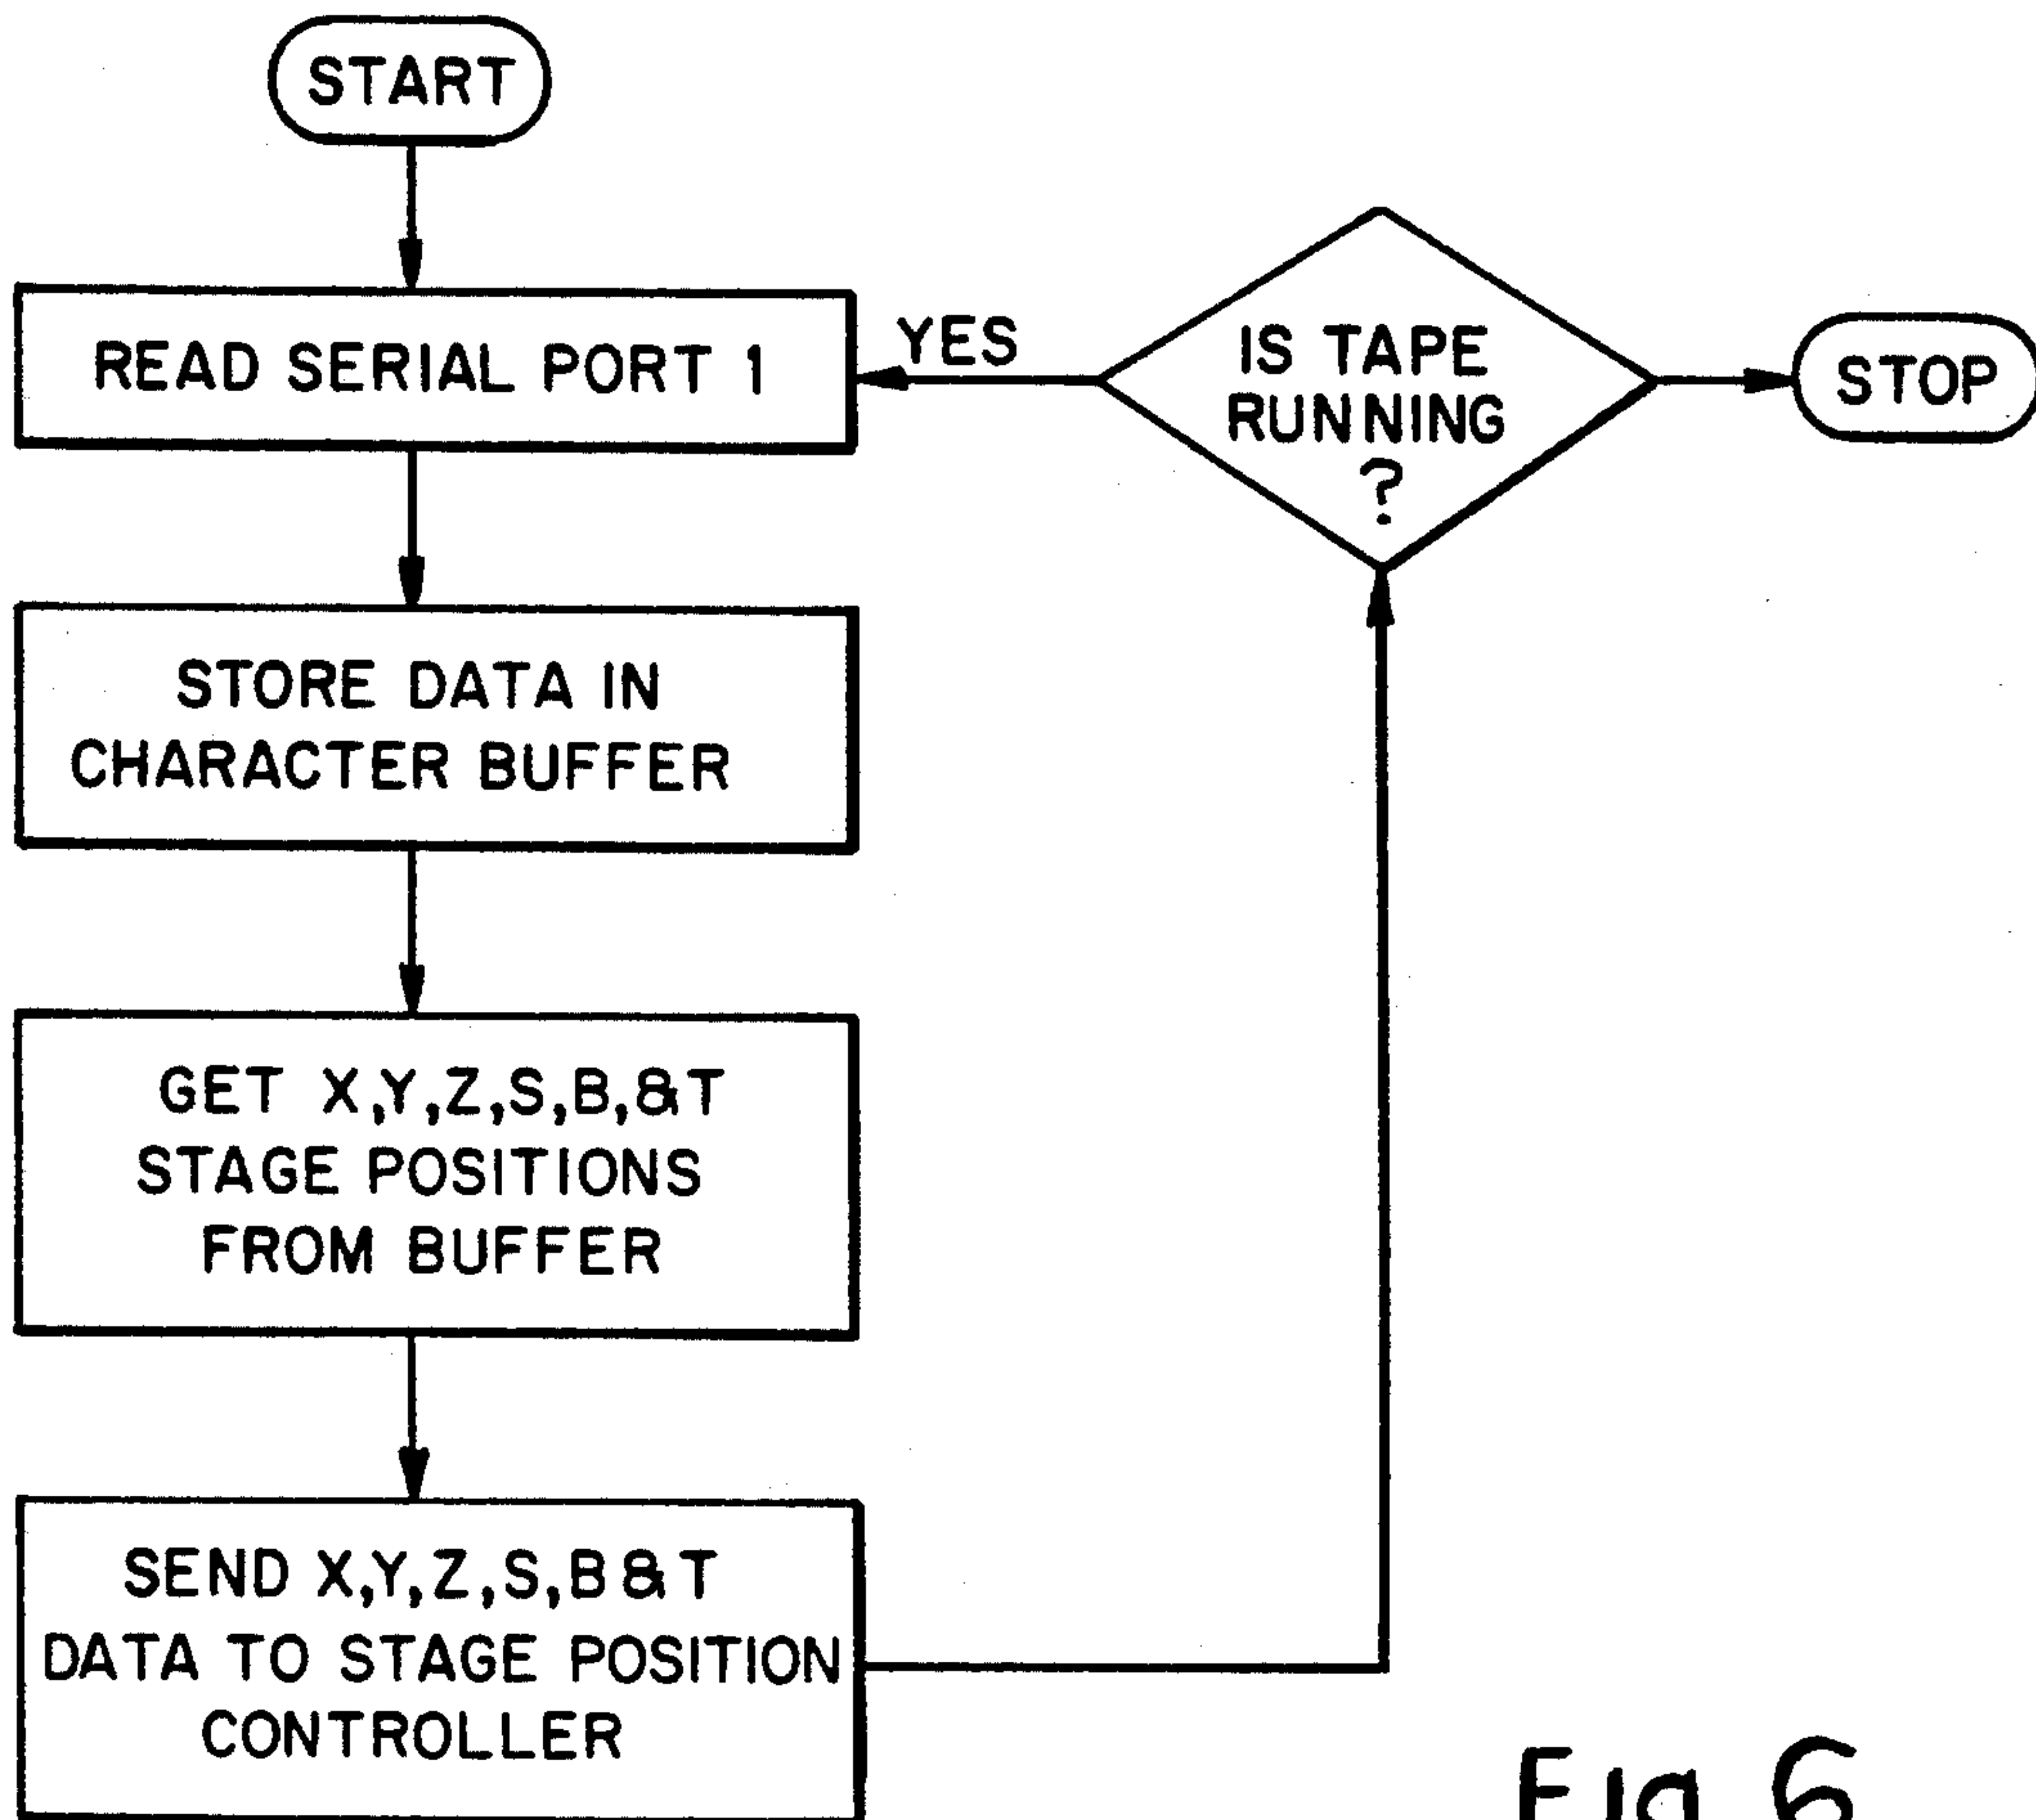 START
READ SERIAL PORT 1
STORE DATA IN
CHARACTER BUFFER
GET X,Y,Z,S,B,&T
STAGE POSITIONS
FROM BUFFER
SEND X,Y,Z,S,B&T
DATA TO STAGE POSITION
CONTROLLER
YES
IS TAPE
RUNNING
?
STOP
Fig 6